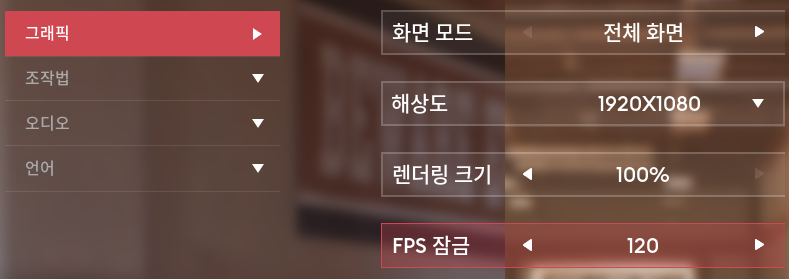 그래픽
조작법
오디오
언어
화면 모드 전체 화면
해상도 1920X1080
렌더링 크기 100%
FPS 잠금 120